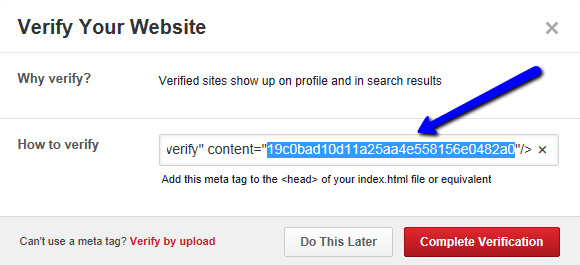 Verify Your Website ×
Why verify? Verified sites show up on profile and in search results
How to verify verify" content="19c0bad10d11a25aa4e558156e0482a0"/> ×
Add this meta tag to the <head> of your index.html file or equivalent
Can't use a meta tag? Verify by upload Do This Later Complete Verification